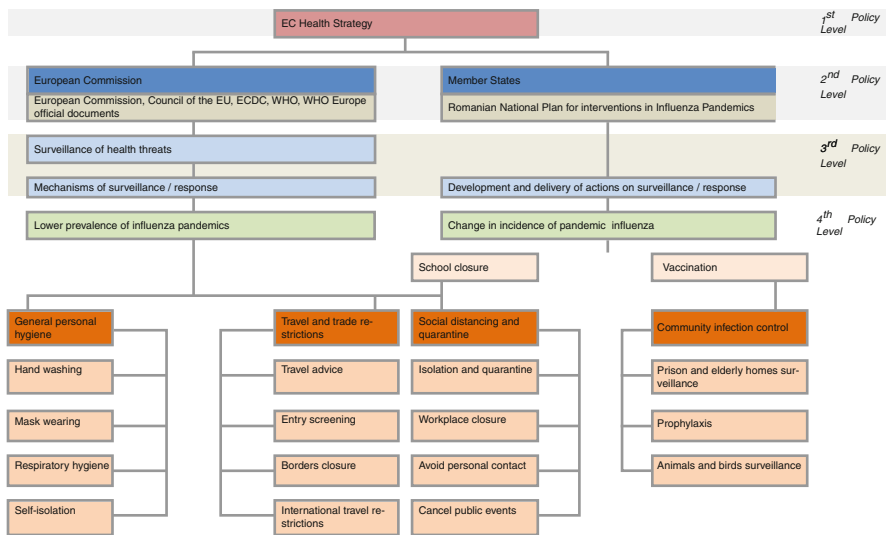 EC Health Strategy
1st Policy
Level
European Commission
Member States
2nd Policy
Level
European Commission, Council of the EU, ECDC, WHO, WHO Europe
official documents
Romanian National Plan for interventions in Influenza Pandemics
Surveillance of health threats
3rd Policy
Level
Mechanisms of surveillance / response
Development and delivery of actions on surveillance / response
Lower prevalence of influenza pandemics
Change in incidence of pandemic influenza
4th Policy
Level
School closure
Vaccination
General personal
hygiene
Travel and trade re-
strictions
Social distancing and
quarantine
Community infection control
Hand washing
Travel advice
Isolation and quarantine
Prison and elderly homes sur-
veillance
Mask wearing
Entry screening
Workplace closure
Prophylaxis
Respiratory hygiene
Borders closure
Avoid personal contact
Animals and birds surveillance
Self-isolation
International travel re-
strictions
Cancel public events